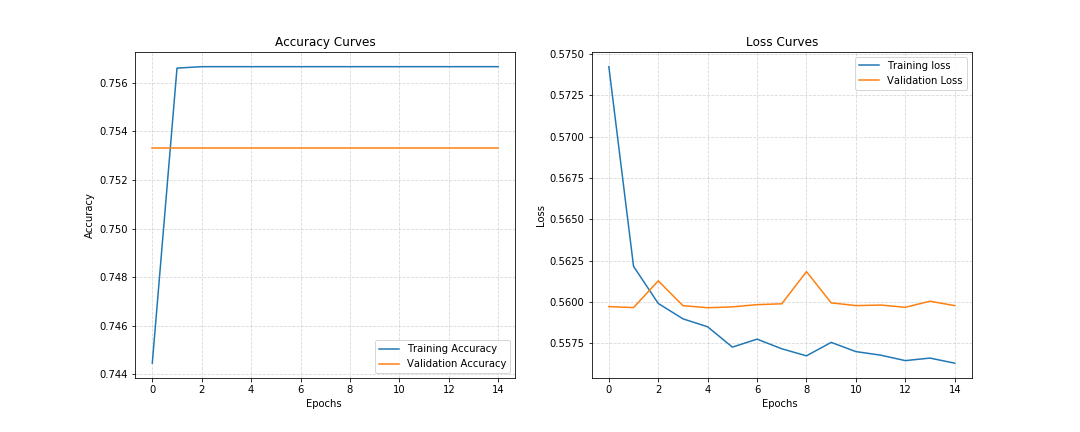 Accuracy Curves
0.756
0.754
0.752
0.750
0.748
0.746
0.744
Accuracy
0 2 4 6 8 10 12 14
Epochs
Training Accuracy
Validation Accuracy
Loss Curves
0.5750
0.5725
0.5700
0.5675
0.5650
0.5625
0.5600
0.5575
Loss
0 2 4 6 8 10 12 14
Epochs
Training loss
Validation Loss